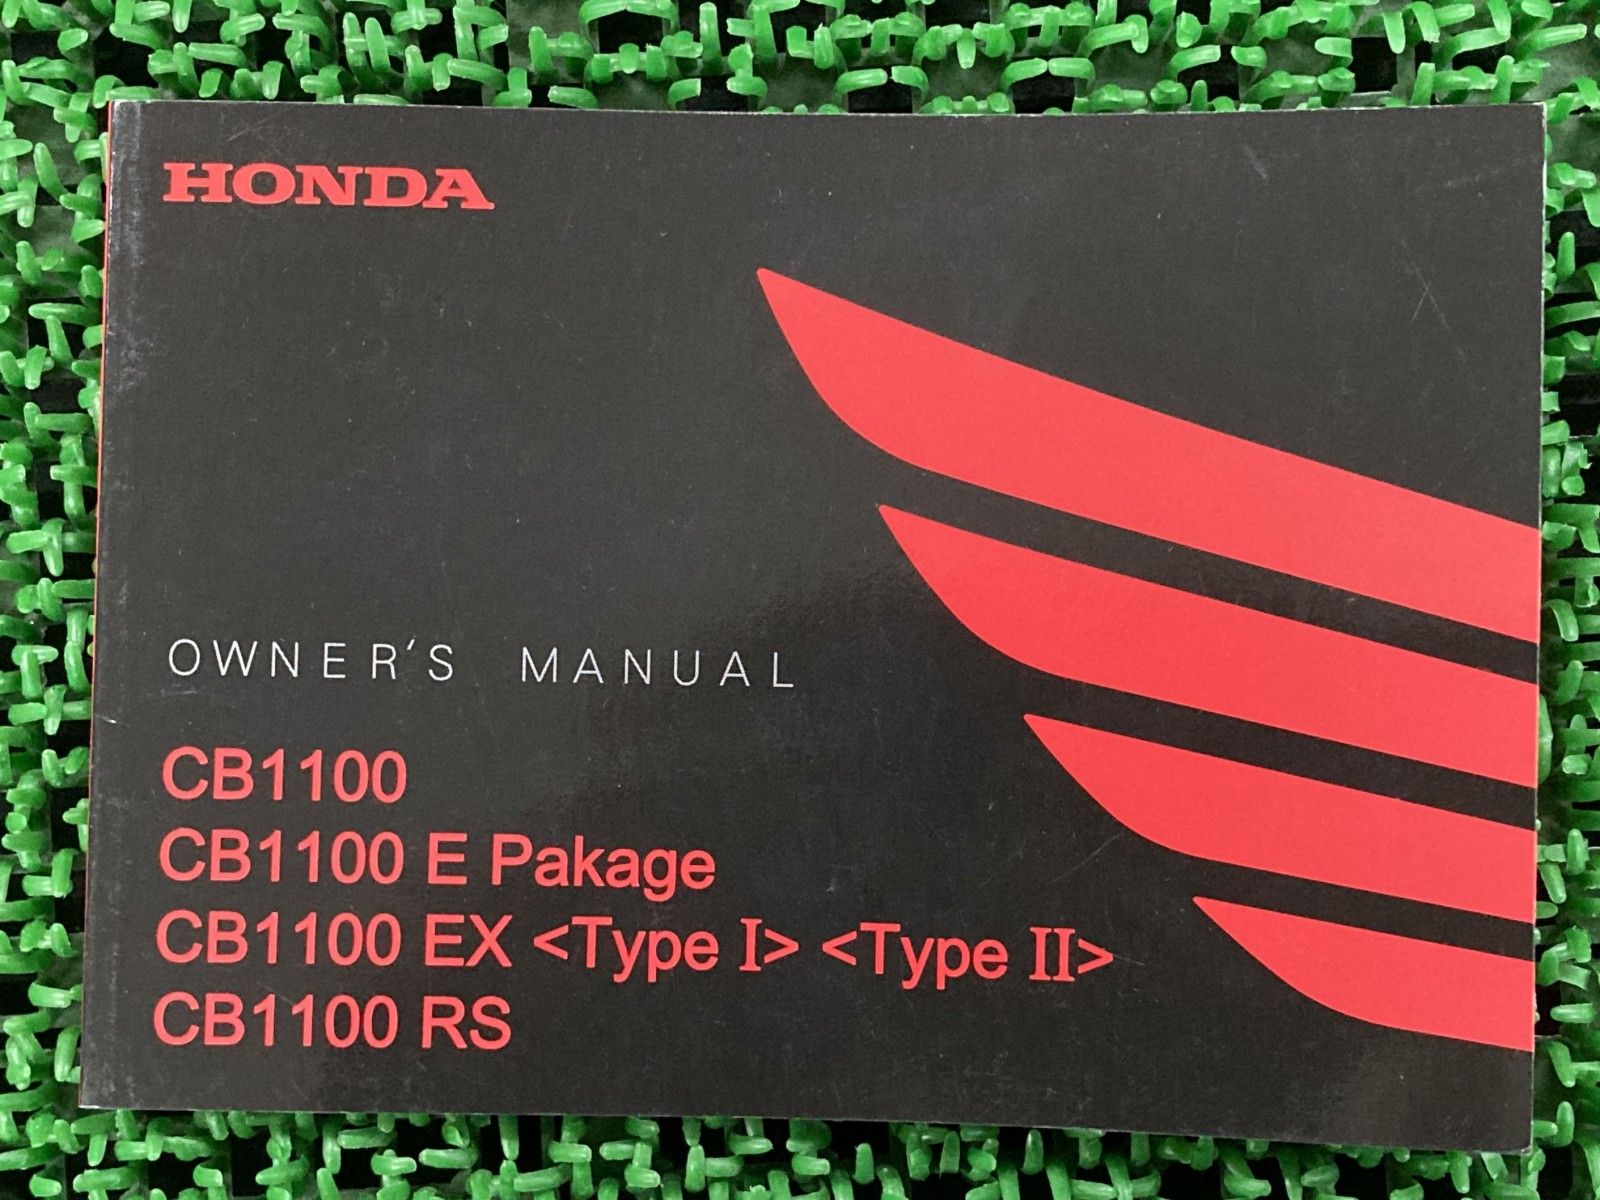 HONDA
OWNER'S MANUAL
CB1100
CB1100 E Pakage
CB1100 EX <Type I> <Type II>
CB1100 RS